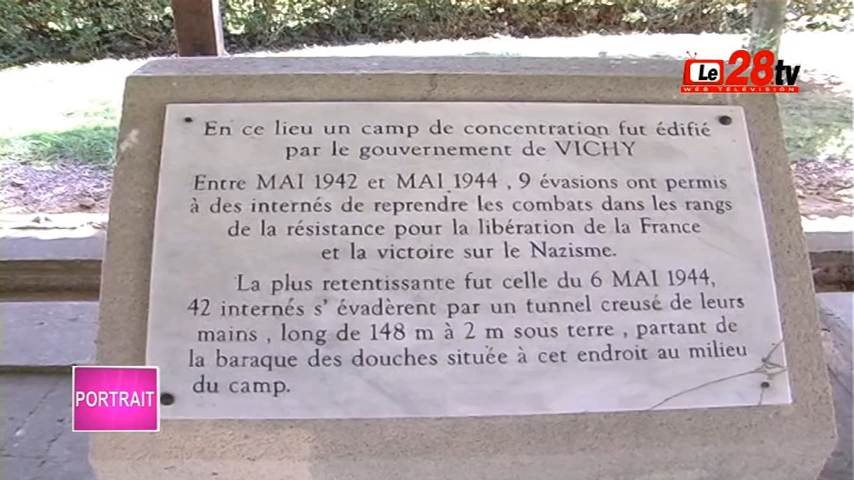 Le 28.tv
WEB TÉLÉVISION
En ce lieu un camp de concentration fut édifié
par le gouvernement de VICHY
Entre MAI 1942 et MAI 1944 , 9 évasions ont permis
à des internés de reprendre les combats dans les rangs
de la résistance pour la libération de la France
et la victoire sur le Nazisme.
La plus retentissante fut celle du 6 MAI 1944,
42 internés s' évadèrent par un tunnel creusé de leurs
mains , long de 148 m à 2 m sous terre , partant de
la baraque des douches située à cet endroit au milieu
du camp.
PORTRAIT